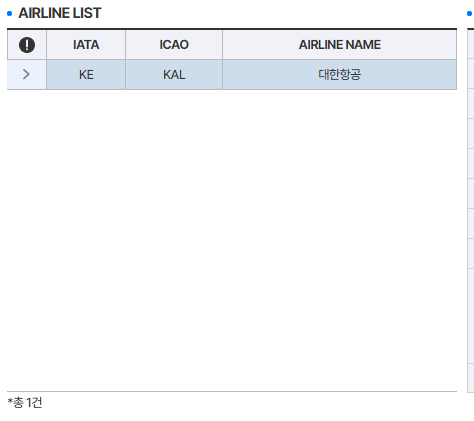 AIRLINE LIST
IATA ICAO AIRLINE NAME
KE KAL 대한항공
*총 1건